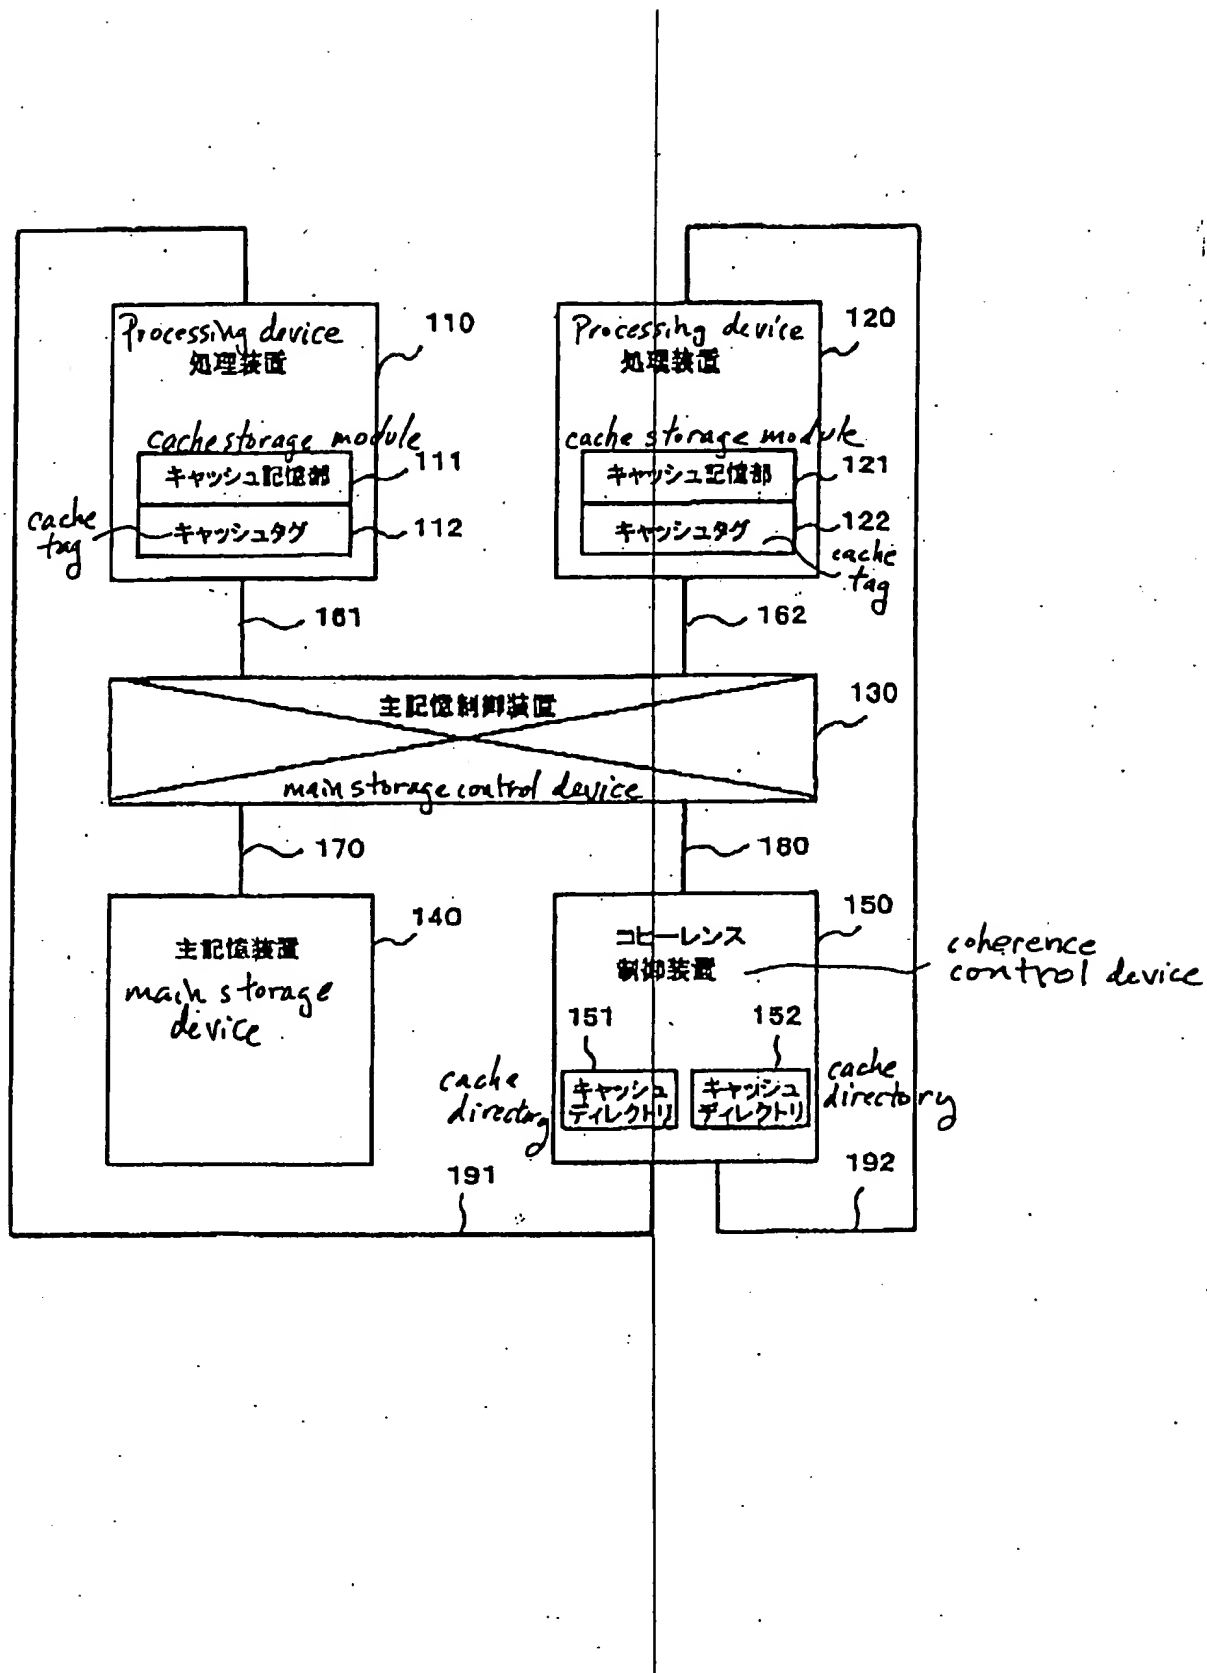 Processing device
処理装置
110
cache storage module
キャッシュ記憶部
111
cache
tag
キャッシュタグ
112
Processing device
処理装置
120
cache storage module
キャッシュ記憶部
121
キャッシュタグ
122
cache
tag
161
162
主記憶制御装置
130
main storage control device
170
180
主記憶装置
140
main storage
device
コヒーレンス
制御装置
150
coherence
control device
151
152
cache
directory
キャッシュ
ディレクトリ
キャッシュ
ディレクトリ
cache
directory
191
192